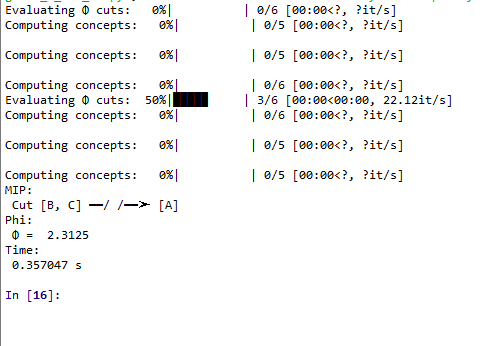 Evaluating Φ cuts:   0%|          | 0/6 [00:00<?, ?it/s]
Computing concepts:   0%|          | 0/5 [00:00<?, ?it/s]
Computing concepts:   0%|          | 0/5 [00:00<?, ?it/s]
Computing concepts:   0%|          | 0/6 [00:00<?, ?it/s]
Evaluating Φ cuts:  50%|█████     | 3/6 [00:00<00:00, 22.12it/s]
Computing concepts:   0%|          | 0/6 [00:00<?, ?it/s]
Computing concepts:   0%|          | 0/5 [00:00<?, ?it/s]
Computing concepts:   0%|          | 0/5 [00:00<?, ?it/s]
MIP:
Cut [B, C] ━━/ /━━➤ [A]
Phi:
Φ =  2.3125
Time:
0.357047 s
In [16]: